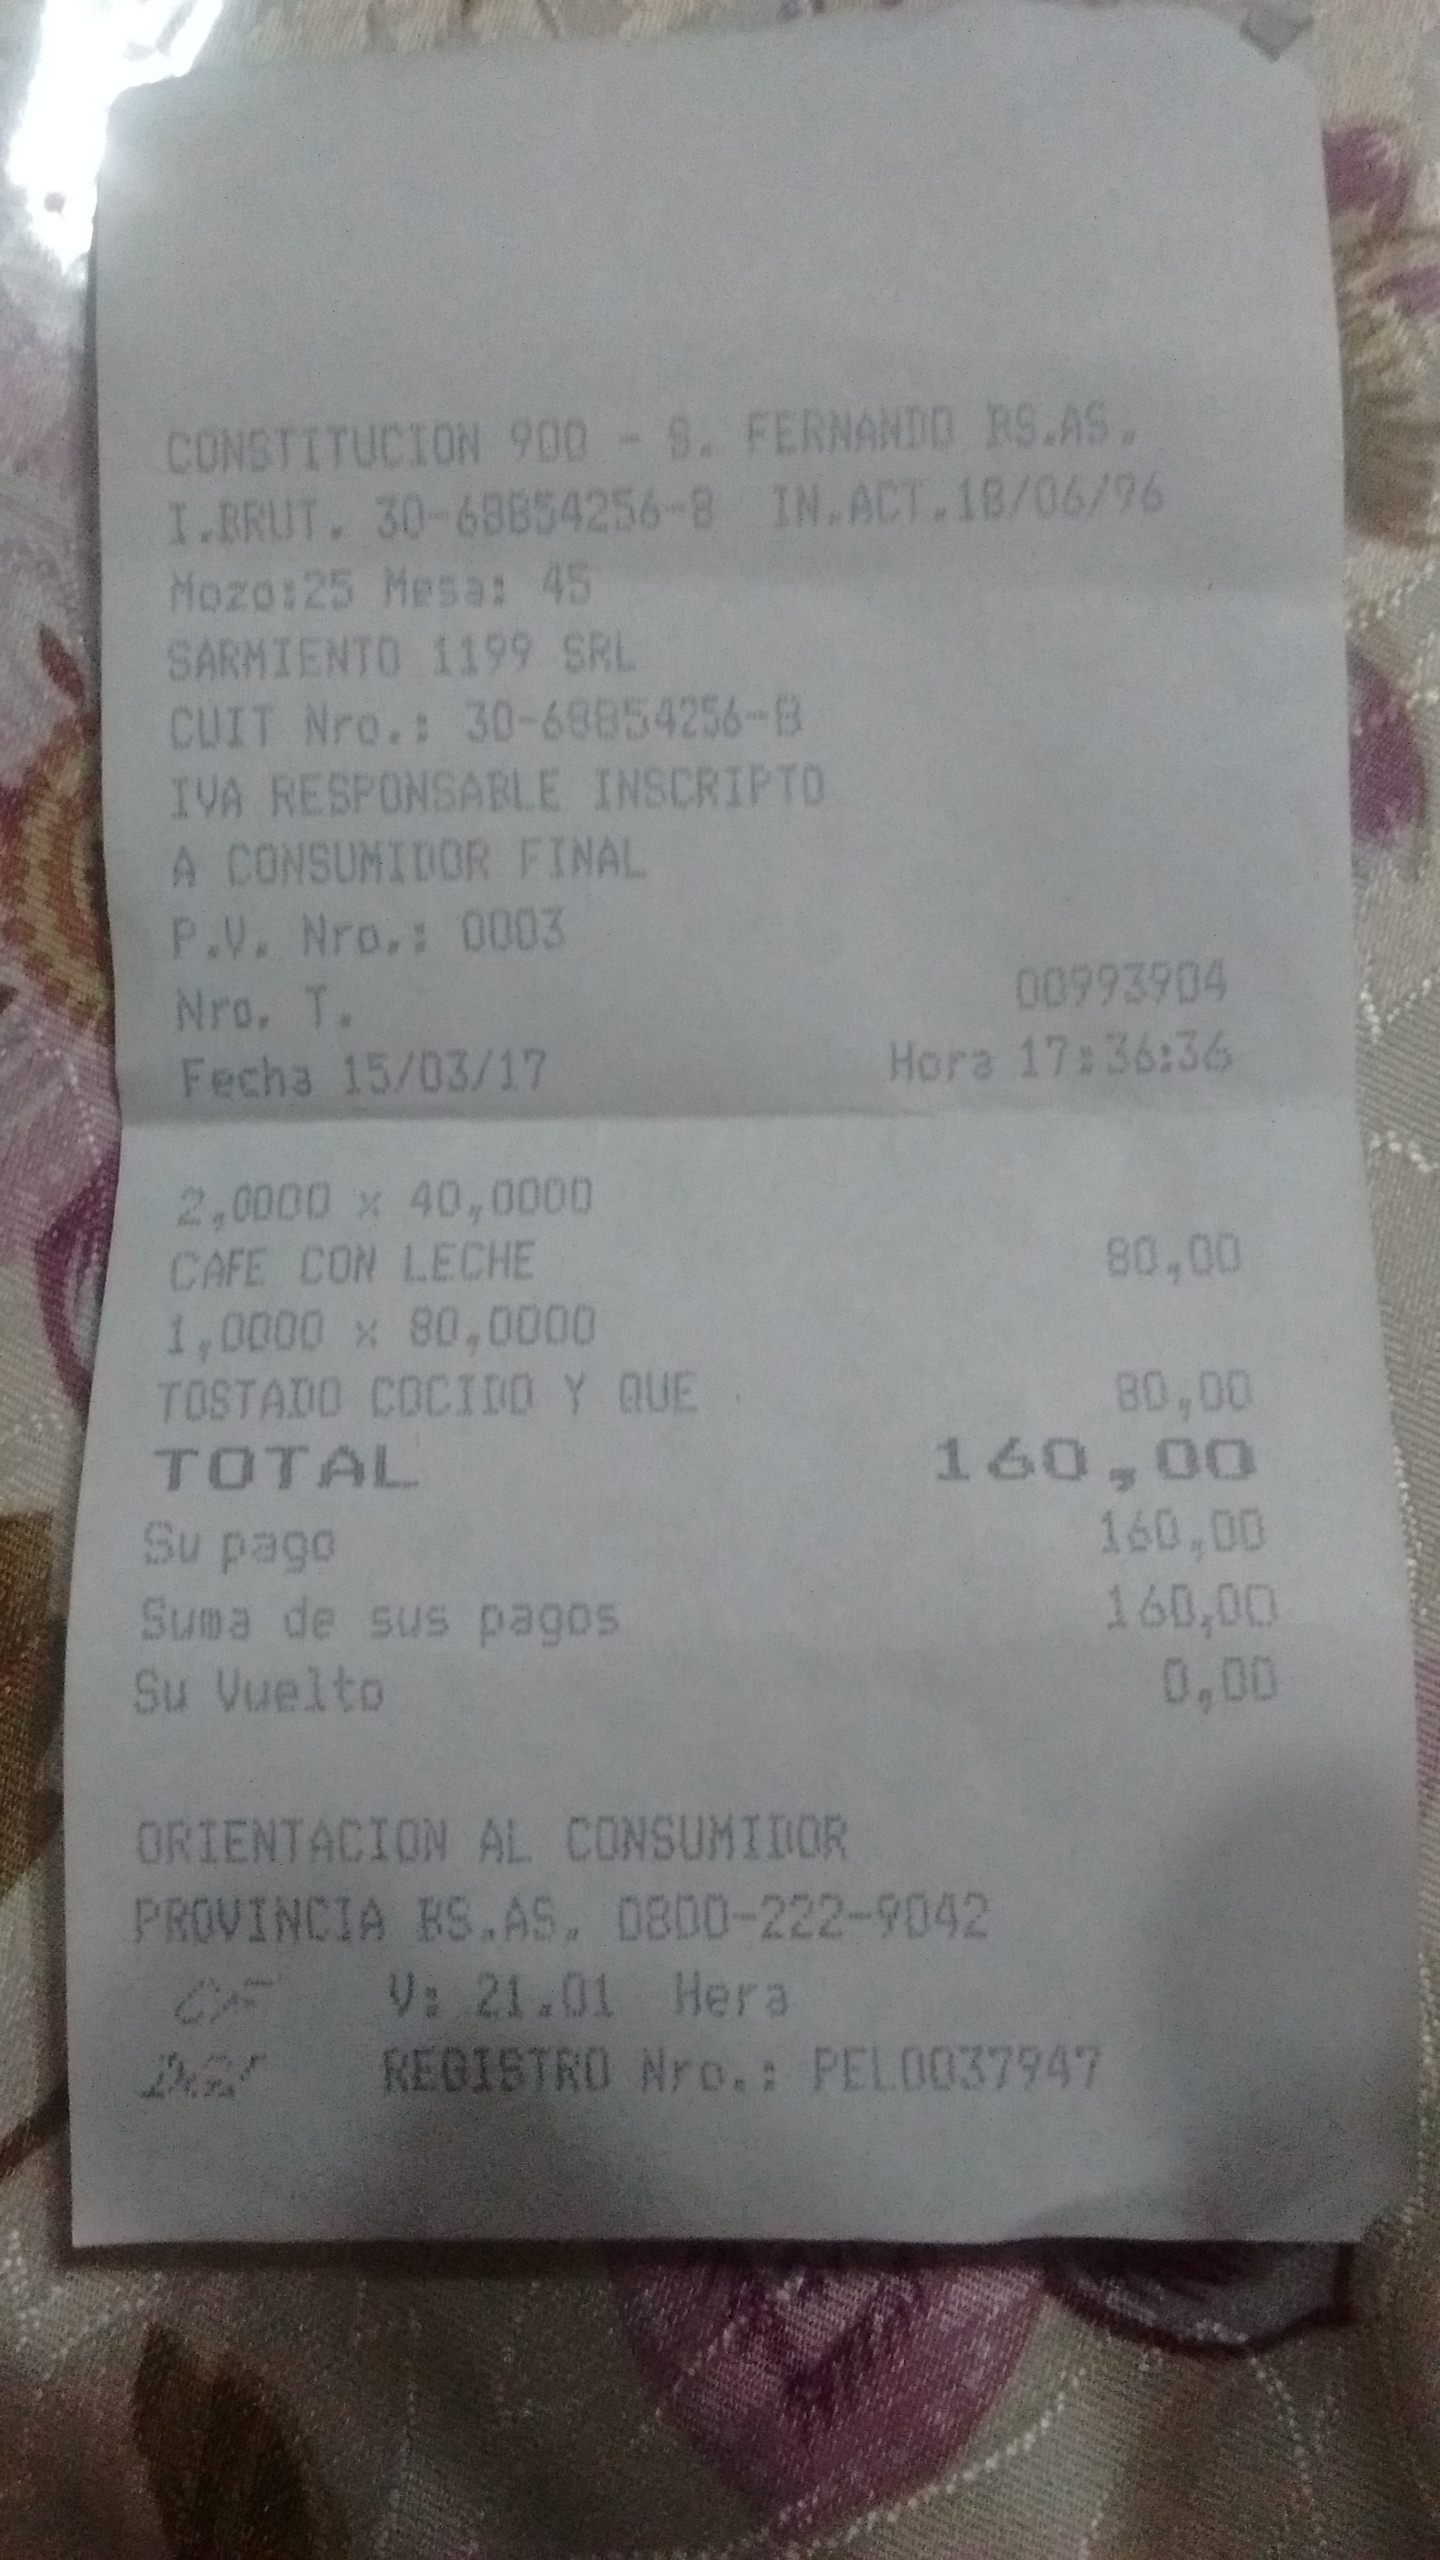 CONSTITUCION 900 - S. FERNANDO BS.AS.
I.BRUT. 30-68854256-8 IN.ACT.18/06/96
Mozo:25 Mesa: 45
SARMIENTO 1199 SRL
CUIT Nro.: 30-68854256-8
IVA RESPONSABLE INSCRIPTO
A CONSUMIDOR FINAL
P.V. Nro.: 0003
Nro. T. 00993904
Fecha 15/03/17 Hora 17:36:36
2,0000 x 40,0000
CAFE CON LECHE 80,00
1,0000 x 80,0000
TOSTADO COCIDO Y QUE 80,00
TOTAL 160,00
Su pago 160,00
Suma de sus pagos 160,00
Su Vuelto 0,00
ORIENTACION AL CONSUMIDOR
PROVINCIA BS.AS. 0800-222-9042
CF V: 21.01 Hera
DGI REGISTRO Nro.: PEL0037947